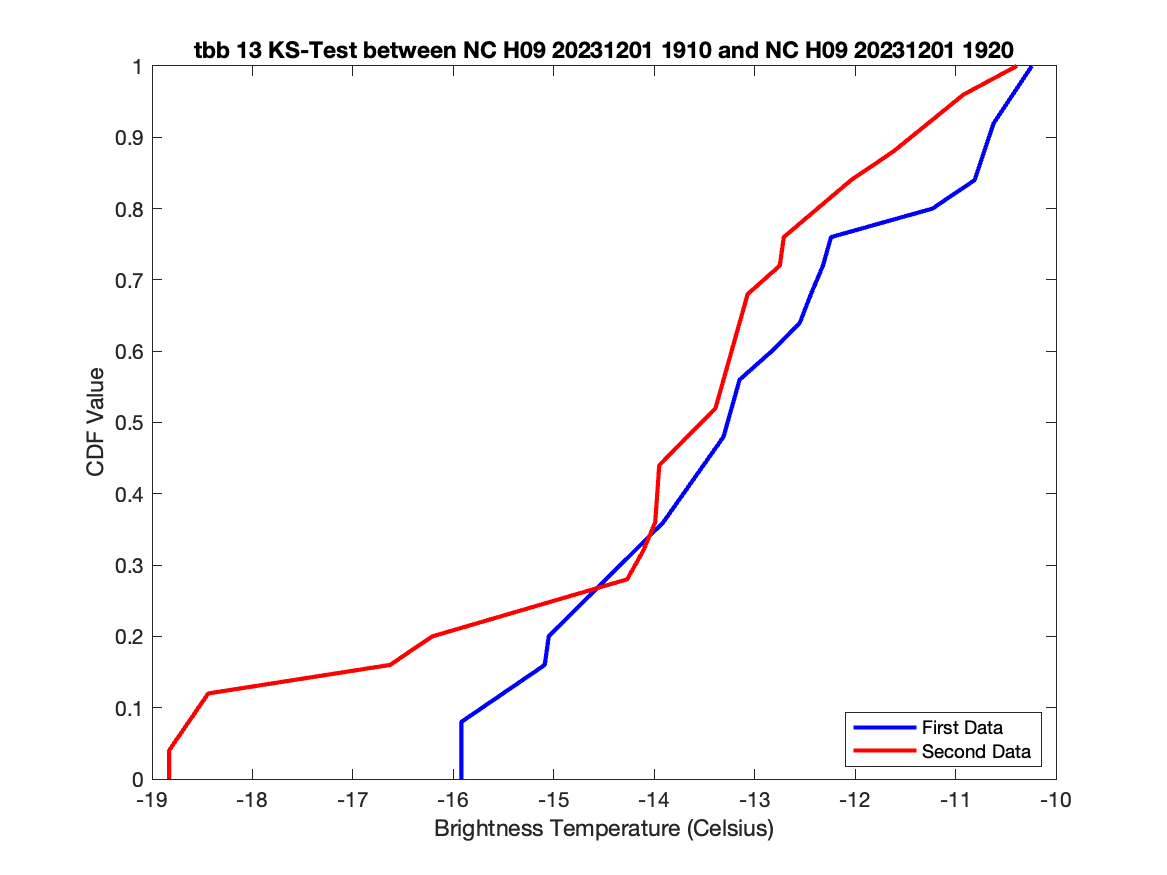 tbb 13 KS-Test between NC H09 20231201 1910 and NC H09 20231201 1920
1
0.9
0.8
0.7
0.6
0.5
0.4
0.3
0.2
0.1
0
CDF Value
First Data
Second Data
-19 -18 -17 -16 -15 -14 -13 -12 -11 -10
Brightness Temperature (Celsius)